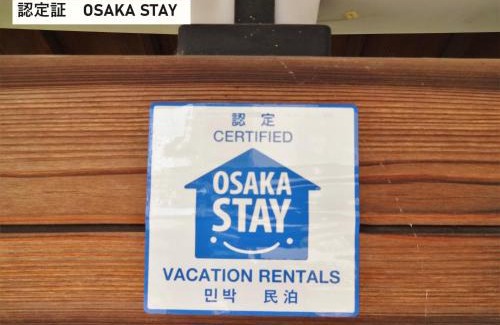 認定証　OSAKA STAY
認定
CERTIFIED
OSAKA
STAY
VACATION RENTALS
민박　民泊